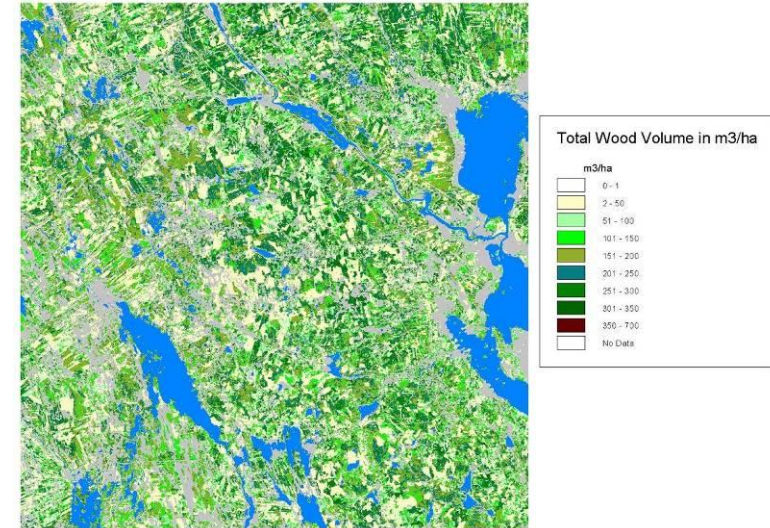 Total Wood Volume in m3/ha
m3/ha
0 - 1
2 - 50
51 - 100
101 - 150
151 - 200
201 - 250
251 - 300
301 - 350
350 - 700
No Data